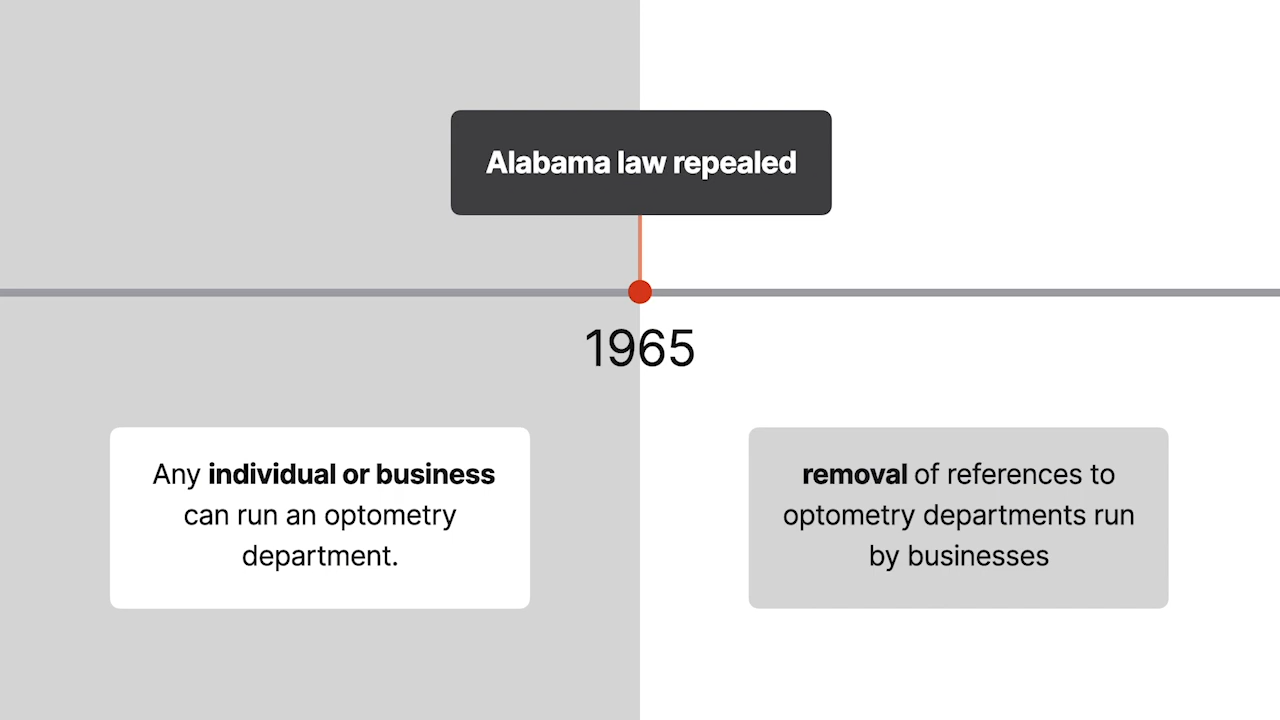 Alabama law repealed
1965
Any individual or business
can run an optometry
department.
removal of references to
optometry departments run
by businesses